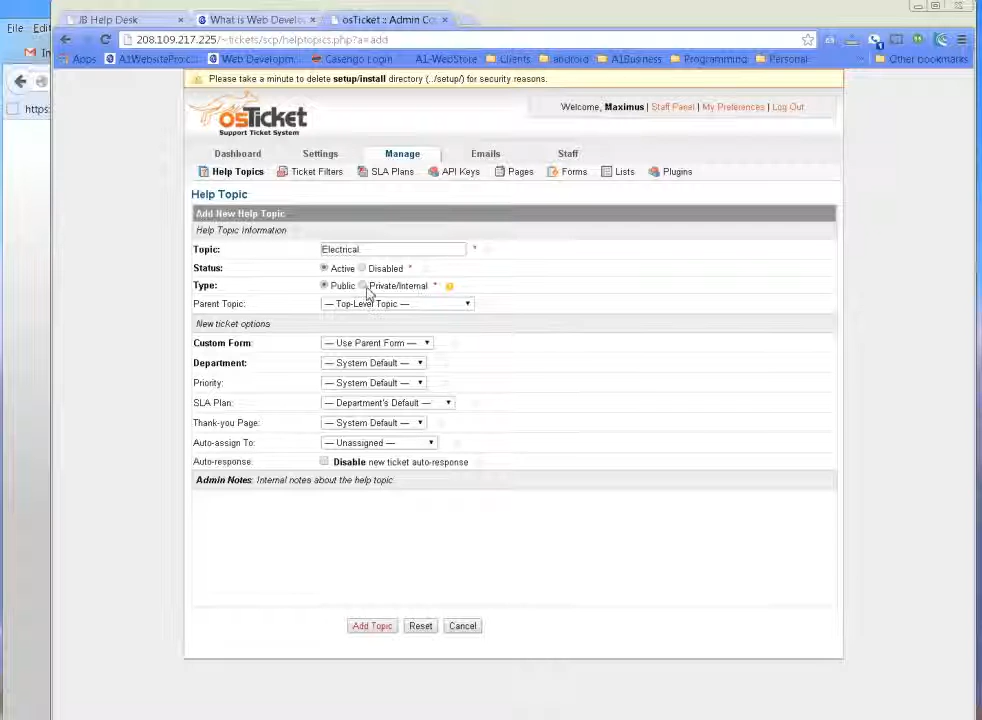 JB Help Desk × What is Web Develo × osTicket :: Admin Co ×
File Edi
208.109.217.225/~tickets/scp/helptopics.php?a=add
Apps A1WebsitePro Web Developm Casengo Login A1-WebStore Clients android A1Business Programming Personal » Other bookmarks
https:
Please take a minute to delete setup/install directory (../setup/) for security reasons.
osTicket
Support Ticket System
Welcome, Maximus | Staff Panel | My Preferences | Log Out
Dashboard Settings Manage Emails Staff
Help Topics Ticket Filters SLA Plans API Keys Pages Forms Lists Plugins
Help Topic
Add New Help Topic
Help Topic Information
Topic: Electrical *
Status: Active Disabled *
Type: Public Private/Internal * ?
Parent Topic: — Top-Level Topic —
New ticket options
Custom Form: — Use Parent Form —
Department: — System Default —
Priority: — System Default —
SLA Plan: — Department's Default —
Thank-you Page: — System Default —
Auto-assign To: — Unassigned —
Auto-response: Disable new ticket auto-response
Admin Notes: Internal notes about the help topic.
Add Topic Reset Cancel